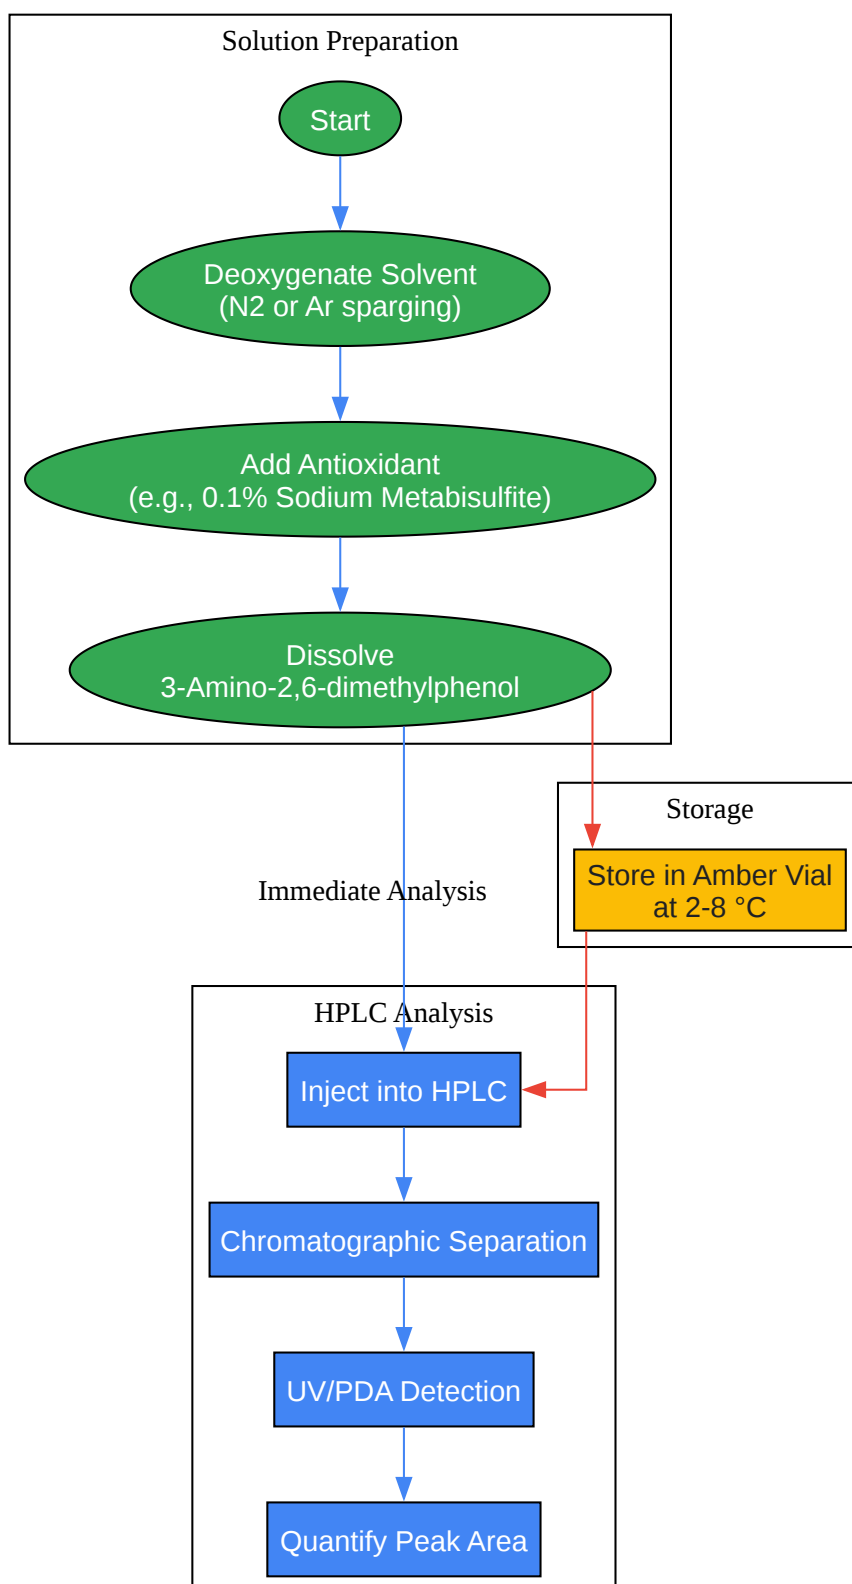 Solution Preparation
Start
Deoxygenate Solvent
(N2 or Ar sparging)
Add Antioxidant
(e.g., 0.1% Sodium Metabisulfite)
Dissolve
3-Amino-2,6-dimethylphenol
Storage
Store in Amber Vial
at 2-8 °C
Immediate Analysis
HPLC Analysis
Inject into HPLC
Chromatographic Separation
UV/PDA Detection
Quantify Peak Area